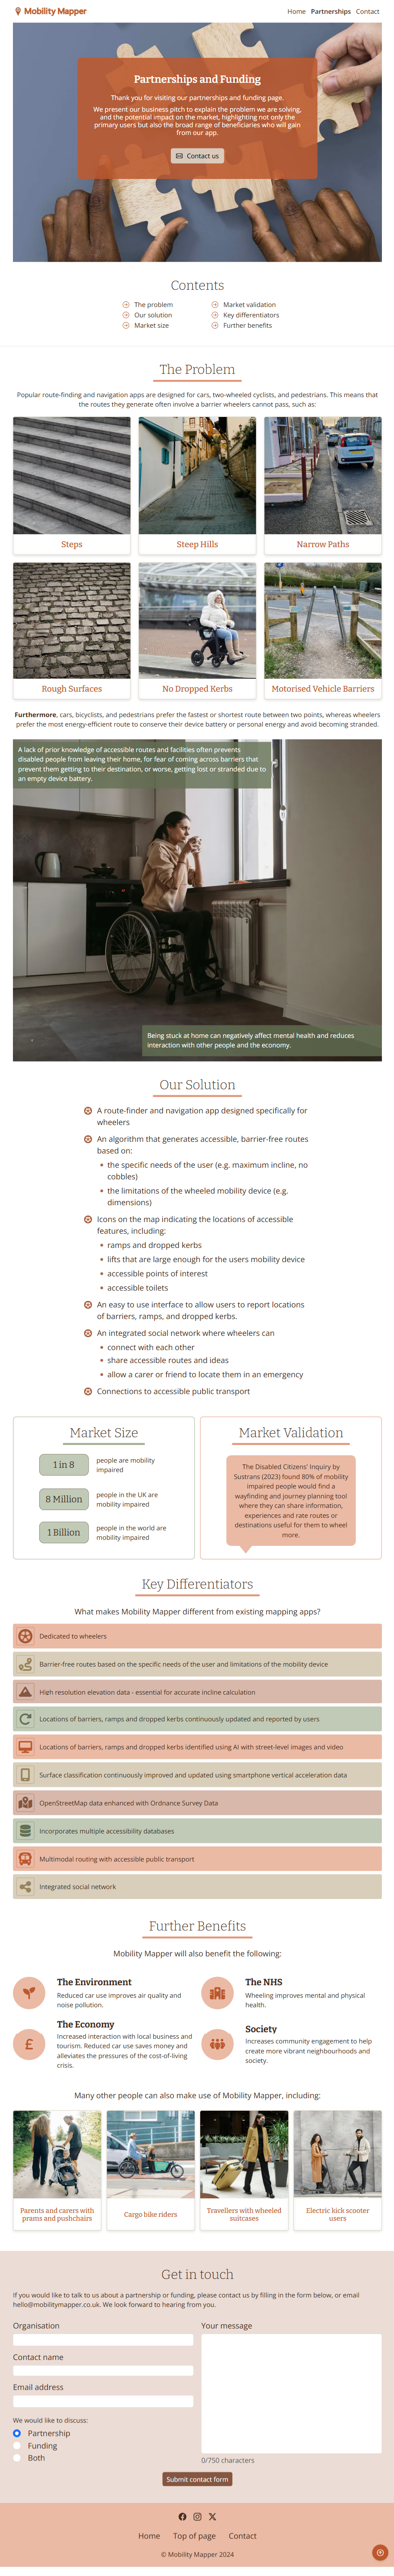 Mobility Mapper
Home Partnerships Contact
Partnerships and Funding
Thank you for visiting our partnerships and funding page.
We present our business pitch to explain the problem we are solving,
and the potential impact on the market, highlighting not only the
primary users but also the broad range of beneficiaries who will gain
from our app.
Contact us
Contents
The problem
Our solution
Market size
Market validation
Key differentiators
Further benefits
The Problem
Popular route-finding and navigation apps are designed for cars, two-wheeled cyclists, and pedestrians. This means that
the routes they generate often involve a barrier wheelers cannot pass, such as:
Steps
Steep Hills
Narrow Paths
Rough Surfaces
No Dropped Kerbs
Motorised Vehicle Barriers
Furthermore, cars, bicyclists, and pedestrians prefer the fastest or shortest route between two points, whereas wheelers
prefer the most energy-efficient route to conserve their device battery or personal energy and avoid becoming stranded.
A lack of prior knowledge of accessible routes and facilities often prevents
disabled people from leaving their home, for fear of coming across barriers that
prevent them getting to their destination, or worse, getting lost or stranded due to
an empty device battery.
Being stuck at home can negatively affect mental health and reduces
interaction with other people and the economy.
Our Solution
A route-finder and navigation app designed specifically for
wheelers
An algorithm that generates accessible, barrier-free routes
based on:
the specific needs of the user (e.g. maximum incline, no
cobbles)
the limitations of the wheeled mobility device (e.g.
dimensions)
Icons on the map indicating the locations of accessible
features, including:
ramps and dropped kerbs
lifts that are large enough for the users mobility device
accessible points of interest
accessible toilets
An easy to use interface to allow users to report locations
of barriers, ramps, and dropped kerbs.
An integrated social network where wheelers can
connect with each other
share accessible routes and ideas
allow a carer or friend to locate them in an emergency
Connections to accessible public transport
Market Size
1 in 8
people are mobility
impaired
8 Million
people in the UK are
mobility impaired
1 Billion
people in the world are
mobility impaired
Market Validation
The Disabled Citizens' Inquiry by
Sustrans (2023) found 80% of mobility
impaired people would find a
wayfinding and journey planning tool
where they can share information,
experiences and rate routes or
destinations useful for them to wheel
more.
Key Differentiators
What makes Mobility Mapper different from existing mapping apps?
Dedicated to wheelers
Barrier-free routes based on the specific needs of the user and limitations of the mobility device
High resolution elevation data - essential for accurate incline calculation
Locations of barriers, ramps and dropped kerbs continuously updated and reported by users
Locations of barriers, ramps and dropped kerbs identified using AI with street-level images and video
Surface classification continuously improved and updated using smartphone vertical acceleration data
OpenStreetMap data enhanced with Ordnance Survey Data
Incorporates multiple accessibility databases
Multimodal routing with accessible public transport
Integrated social network
Further Benefits
Mobility Mapper will also benefit the following:
The Environment
Reduced car use improves air quality and
noise pollution.
The NHS
Wheeling improves mental and physical
health.
The Economy
Increased interaction with local business and
tourism. Reduced car use saves money and
alleviates the pressures of the cost-of-living
crisis.
Society
Increases community engagement to help
create more vibrant neighbourhoods and
society.
Many other people can also make use of Mobility Mapper, including:
Parents and carers with
prams and pushchairs
Cargo bike riders
Travellers with wheeled
suitcases
Electric kick scooter
users
Get in touch
If you would like to talk to us about a partnership or funding, please contact us by filling in the form below, or email
hello@mobilitymapper.co.uk. We look forward to hearing from you.
Organisation
Contact name
Email address
We would like to discuss:
Partnership
Funding
Both
Your message
0/750 characters
Submit contact form
Home Top of page Contact
© Mobility Mapper 2024